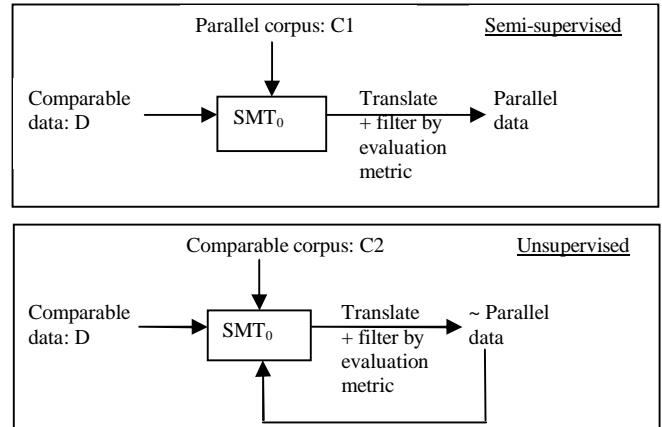 Parallel corpus: C1
Semi-supervised
Comparable
data: D
SMT₀
Translate
+ filter by
evaluation
metric
Parallel
data
Comparable corpus: C2
Unsupervised
Comparable
data: D
SMT₀
Translate
+ filter by
evaluation
metric
~ Parallel
data